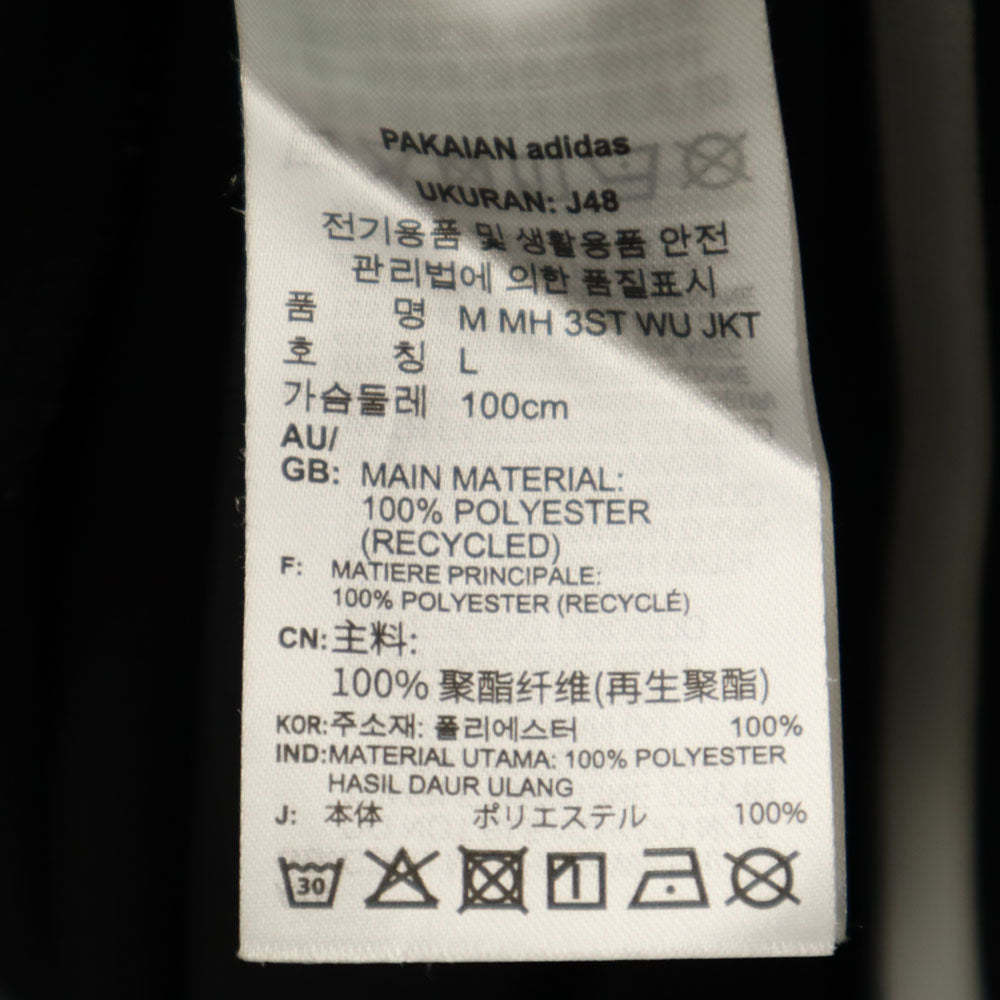 PAKAIAN adidas
UKURAN: J48
전기용품 및 생활용품 안전
관리법에 의한 품질표시
품 명 M MH 3ST WU JKT
호 칭 L
가슴둘레 100cm
AU/
GB: MAIN MATERIAL:
100% POLYESTER
(RECYCLED)
F: MATIERE PRINCIPALE:
100% POLYESTER (RECYCLÉ)
CN: 主料:
100% 聚酯纤维(再生聚酯)
KOR: 주소재: 폴리에스터 100%
IND: MATERIAL UTAMA: 100% POLYESTER
HASIL DAUR ULANG
J: 本体 ポリエステル 100%
30